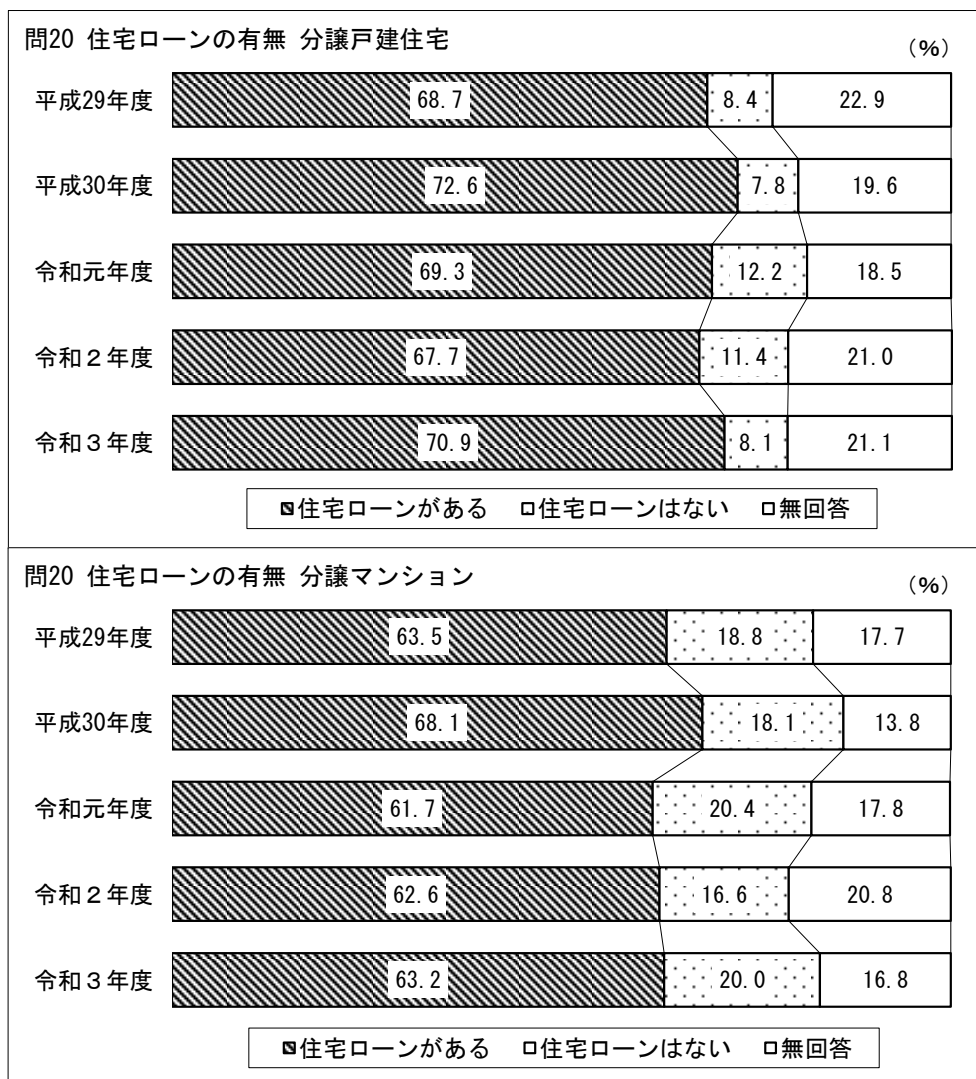 問20 住宅ローンの有無 分譲戸建住宅
(%)
平成29年度 68.7 8.4 22.9
平成30年度 72.6 7.8 19.6
令和元年度 69.3 12.2 18.5
令和２年度 67.7 11.4 21.0
令和３年度 70.9 8.1 21.1
住宅ローンがある 住宅ローンはない 無回答
問20 住宅ローンの有無 分譲マンション
(%)
平成29年度 63.5 18.8 17.7
平成30年度 68.1 18.1 13.8
令和元年度 61.7 20.4 17.8
令和２年度 62.6 16.6 20.8
令和３年度 63.2 20.0 16.8
住宅ローンがある 住宅ローンはない 無回答